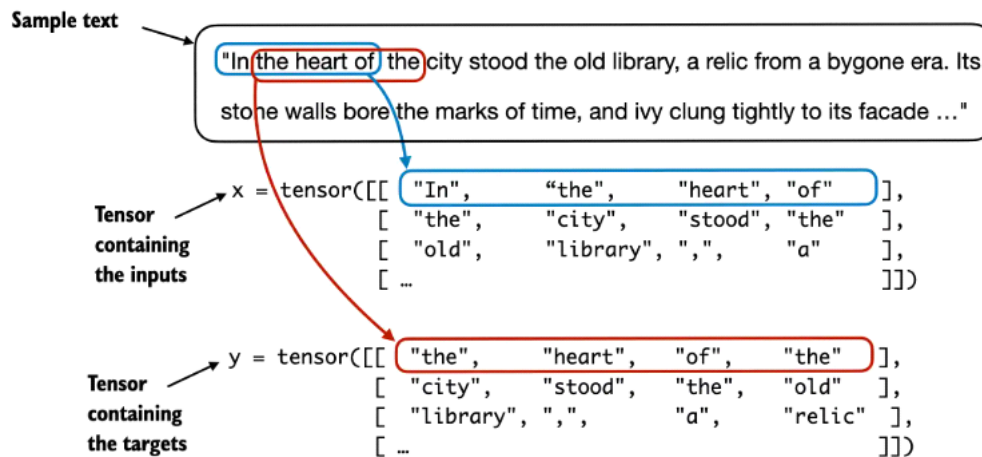 Sample text
"In the heart of the city stood the old library, a relic from a bygone era. Its
stone walls bore the marks of time, and ivy clung tightly to its facade ..."
x = tensor([[ "In", “the", "heart", "of" ],
[ "the", "city", "stood", "the" ],
[ "old", "library", ",", "a" ],
[ … ]])
Tensor
containing
the inputs
y = tensor([[ "the", "heart", "of", "the" ],
[ "city", "stood", "the", "old" ],
[ "library", ",", "a", "relic" ],
[ … ]])
Tensor
containing
the targets